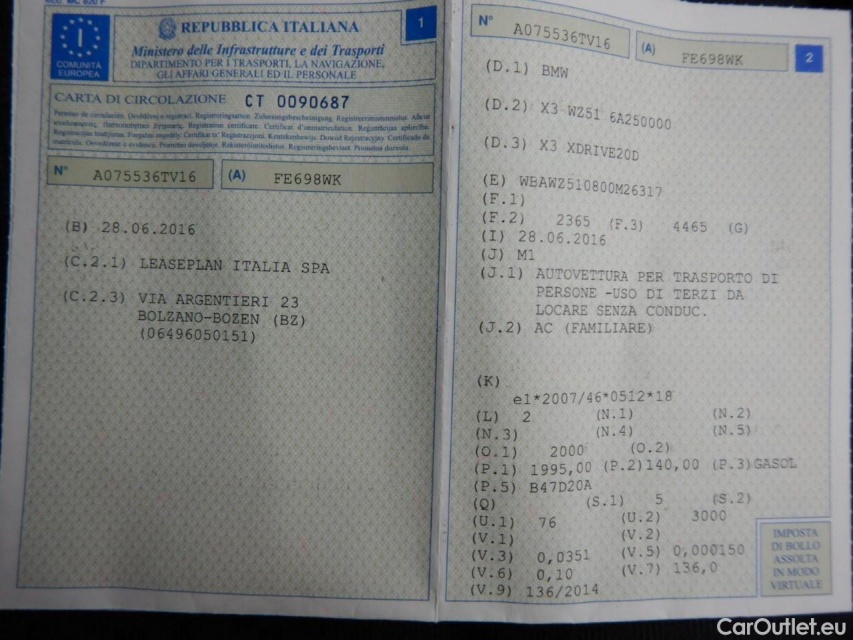 I
COMUNITÀ
EUROPEA
REPUBBLICA ITALIANA
1
Ministero delle Infrastrutture e dei Trasporti
DIPARTIMENTO PER I TRASPORTI, LA NAVIGAZIONE,
GLI AFFARI GENERALI ED IL PERSONALE
CARTA DI CIRCOLAZIONE CT 0090687
N° A075536TV16 (A) FE698WK
(B) 28.06.2016
(C.2.1) LEASEPLAN ITALIA SPA
(C.2.3) VIA ARGENTIERI 23
BOLZANO-BOZEN (BZ)
(06496050151)
N° A075536TV16 (A) FE698WK 2
(D.1) BMW
(D.2) X3 WZ51 6A250000
(D.3) X3 XDRIVE20D
(E) WBAWZ510800M26317
(F.1)
(F.2) 2365 (F.3) 4465 (G)
(I) 28.06.2016
(J) M1
(J.1) AUTOVETTURA PER TRASPORTO DI
PERSONE -USO DI TERZI DA
LOCARE SENZA CONDUC.
(J.2) AC (FAMILIARE)
(K)
e1*2007/46*0512*18
(L) 2 (N.1) (N.2)
(N.3) (N.4) (N.5)
(O.1) 2000 (O.2)
(P.1) 1995,00 (P.2)140,00 (P.3)GASOL
(P.5) B47D20A
(Q) (S.1) 5 (S.2)
(U.1) 76 (U.2) 3000
(V.1) (V.2)
(V.3) 0,0351 (V.5) 0,000150
(V.6) 0,10 (V.7) 136,0
(V.9) 136/2014
IMPOSTA
DI BOLLO
ASSOLTA
IN MODO
VIRTUALE
CarOutlet.eu